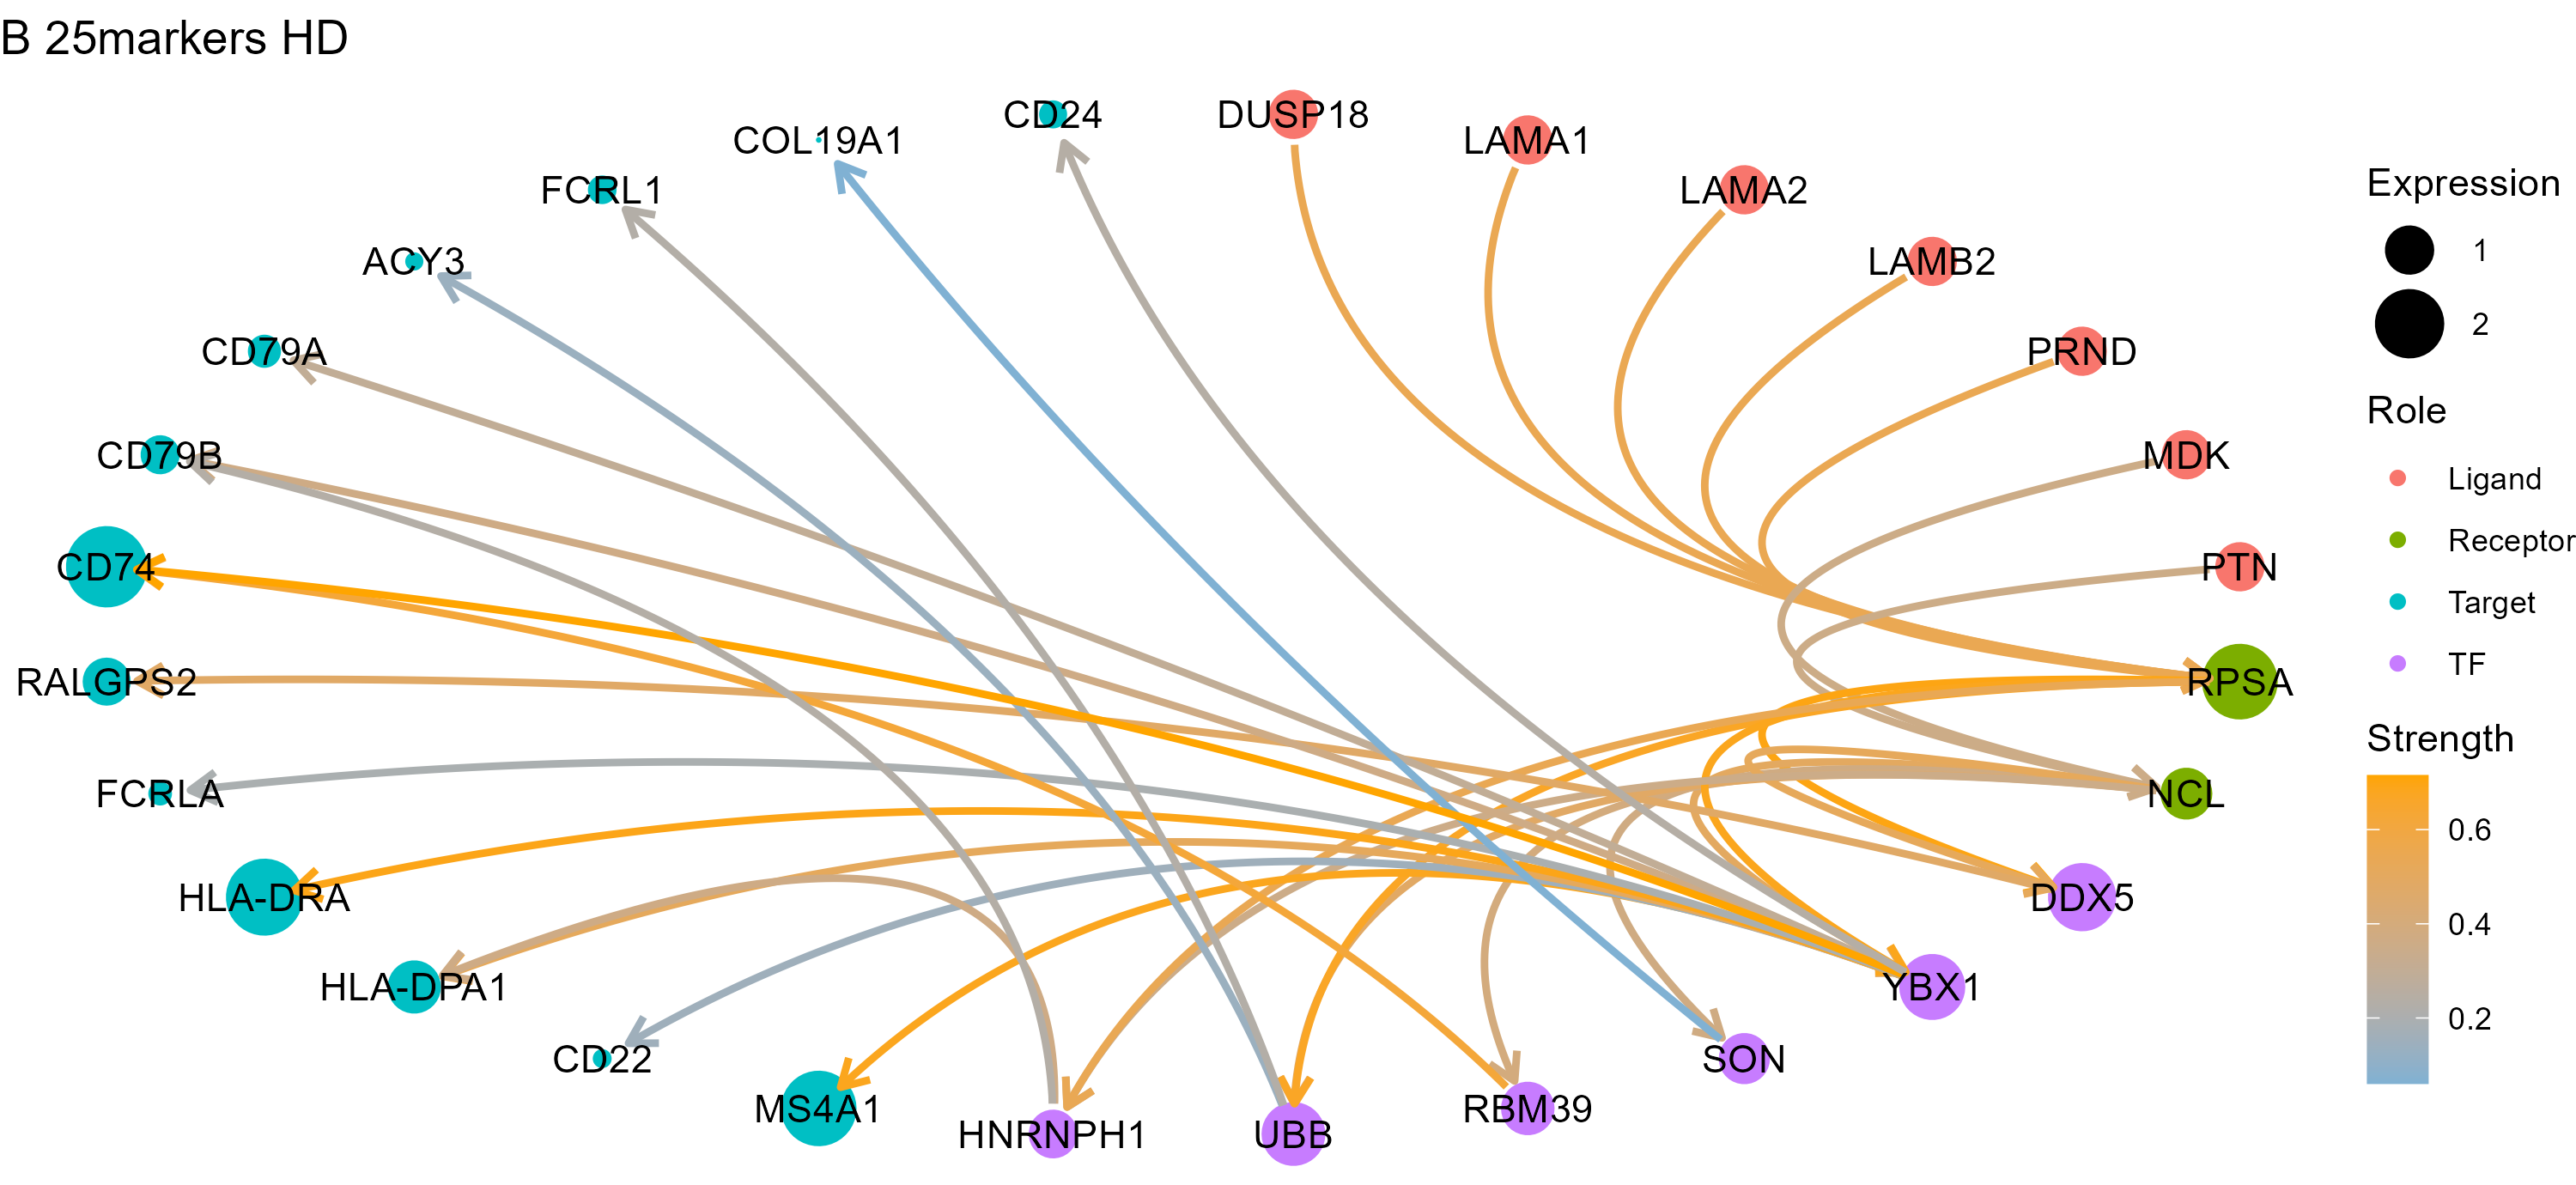 B 25markers HD
CD24
DUSP18
COL19A1
LAMA1
FCRL1
LAMA2
ACY3
LAMB2
CD79A
PRND
CD79B
MDK
CD74
PTN
RALGPS2
RPSA
FCRLA
NCL
HLA-DRA
DDX5
HLA-DPA1
YBX1
CD22
SON
MS4A1
RBM39
HNRNPH1
UBB
Expression
1
2
Role
Ligand
Receptor
Target
TF
Strength
0.6
0.4
0.2